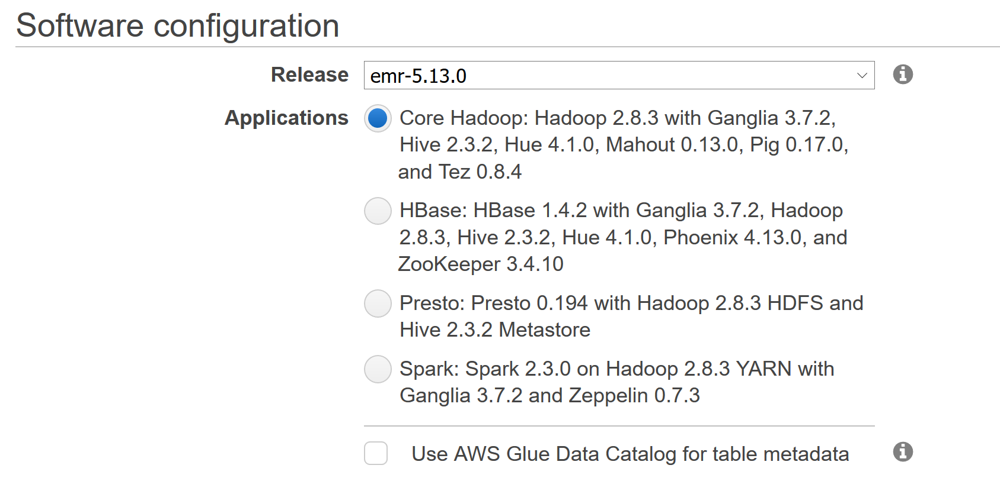 Software configuration
Release emr-5.13.0
Applications Core Hadoop: Hadoop 2.8.3 with Ganglia 3.7.2,
Hive 2.3.2, Hue 4.1.0, Mahout 0.13.0, Pig 0.17.0,
and Tez 0.8.4
HBase: HBase 1.4.2 with Ganglia 3.7.2, Hadoop
2.8.3, Hive 2.3.2, Hue 4.1.0, Phoenix 4.13.0, and
ZooKeeper 3.4.10
Presto: Presto 0.194 with Hadoop 2.8.3 HDFS and
Hive 2.3.2 Metastore
Spark: Spark 2.3.0 on Hadoop 2.8.3 YARN with
Ganglia 3.7.2 and Zeppelin 0.7.3
Use AWS Glue Data Catalog for table metadata